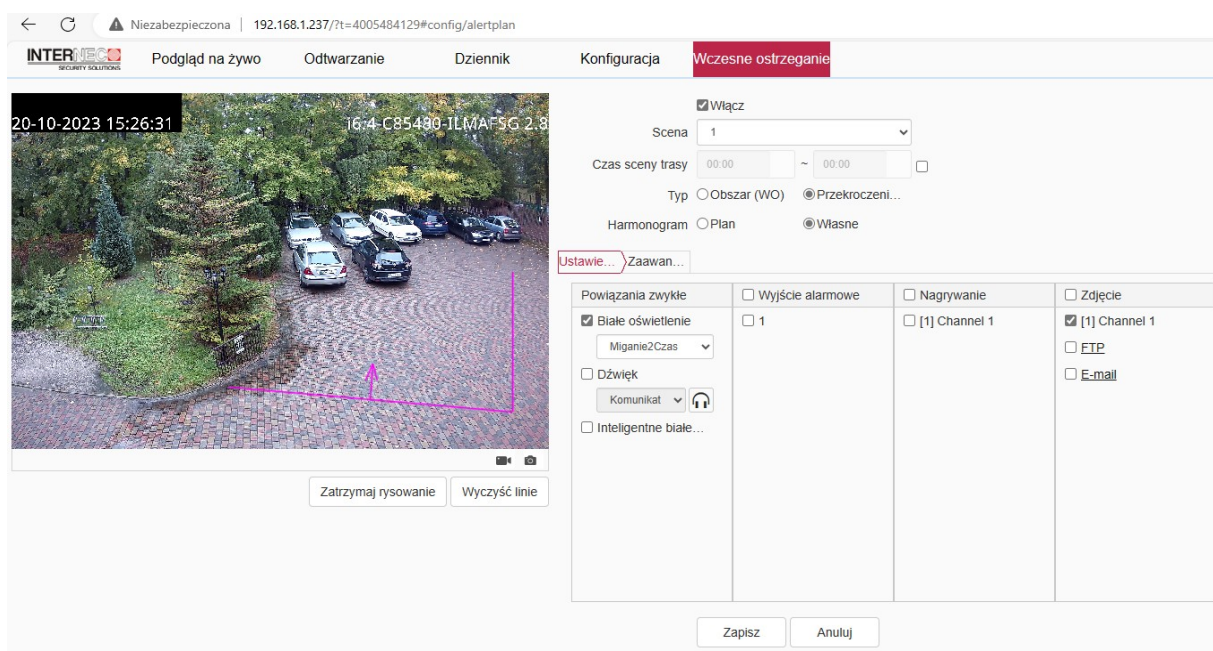 Niezabezpieczona | 192.168.1.237/?t=4005484129#config/alertplan
INTERNEC
SECURITY SOLUTIONS
Podgląd na żywo Odtwarzanie Dziennik Konfiguracja Wczesne ostrzeganie
20-10-2023 15:26:31 i6.4-C85480-ILMAFSG 2.8
Włącz
Scena 1
Czas sceny trasy 00:00 ~ 00:00
Typ Obszar (WO) Przekroczeni...
Harmonogram Plan Własne
Ustawie... Zaawan...
Powiązania zwykłe Wyjście alarmowe Nagrywanie Zdjęcie
Białe oświetlenie 1 [1] Channel 1 [1] Channel 1
Miganie2Czas FTP
Dźwięk E-mail
Komunikat
Inteligentne białe...
Zatrzymaj rysowanie Wyczyść linie
Zapisz Anuluj